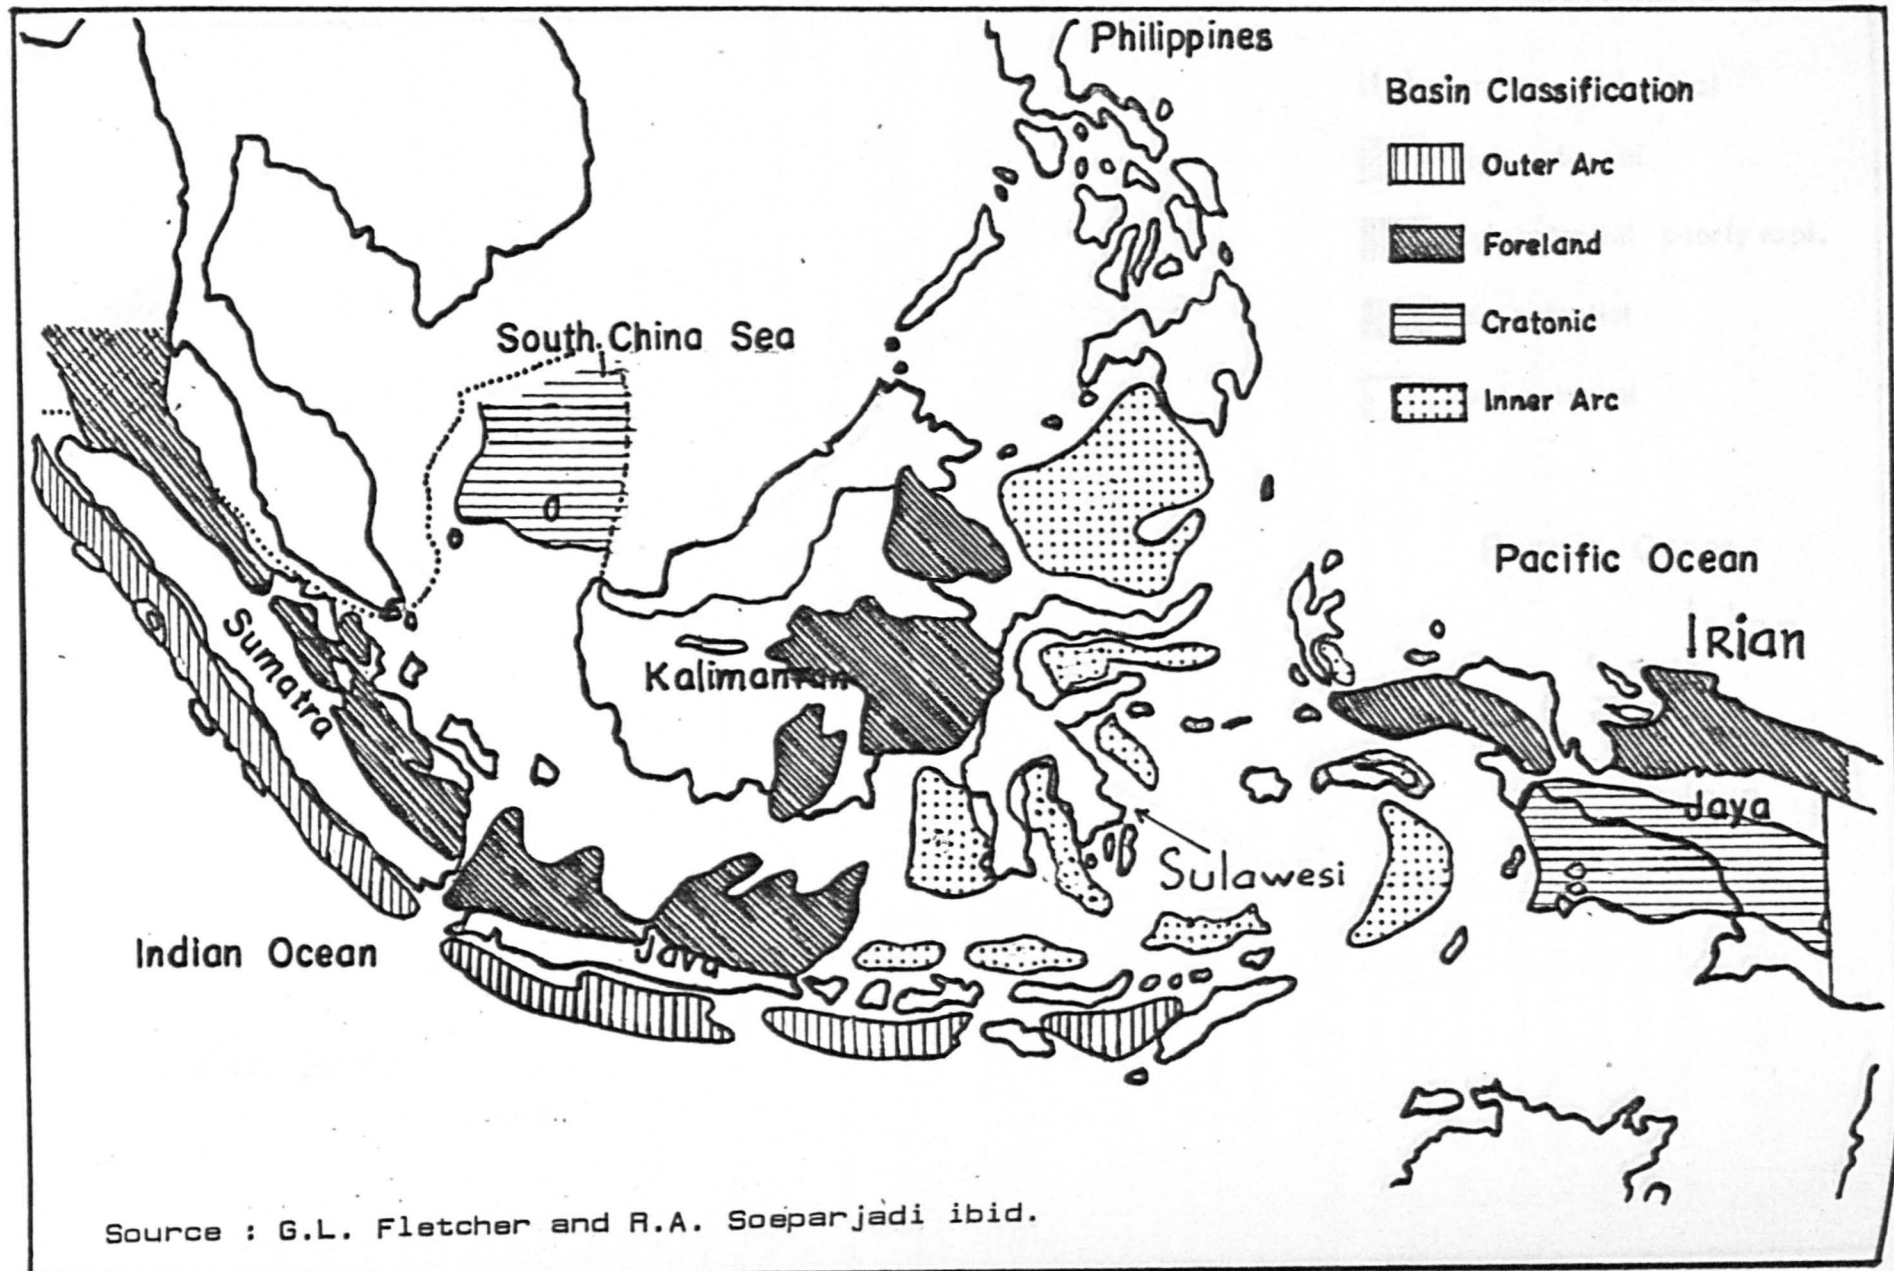 Philippines
Basin Classification
Outer Arc
Foreland
Cratonic
Inner Arc
South China Sea
Pacific Ocean
Irian
Jaya
Kalimantan
Sumatra
Sulawesi
Indian Ocean
Java
Source : G.L. Fletcher and R.A. Soeparjadi ibid.